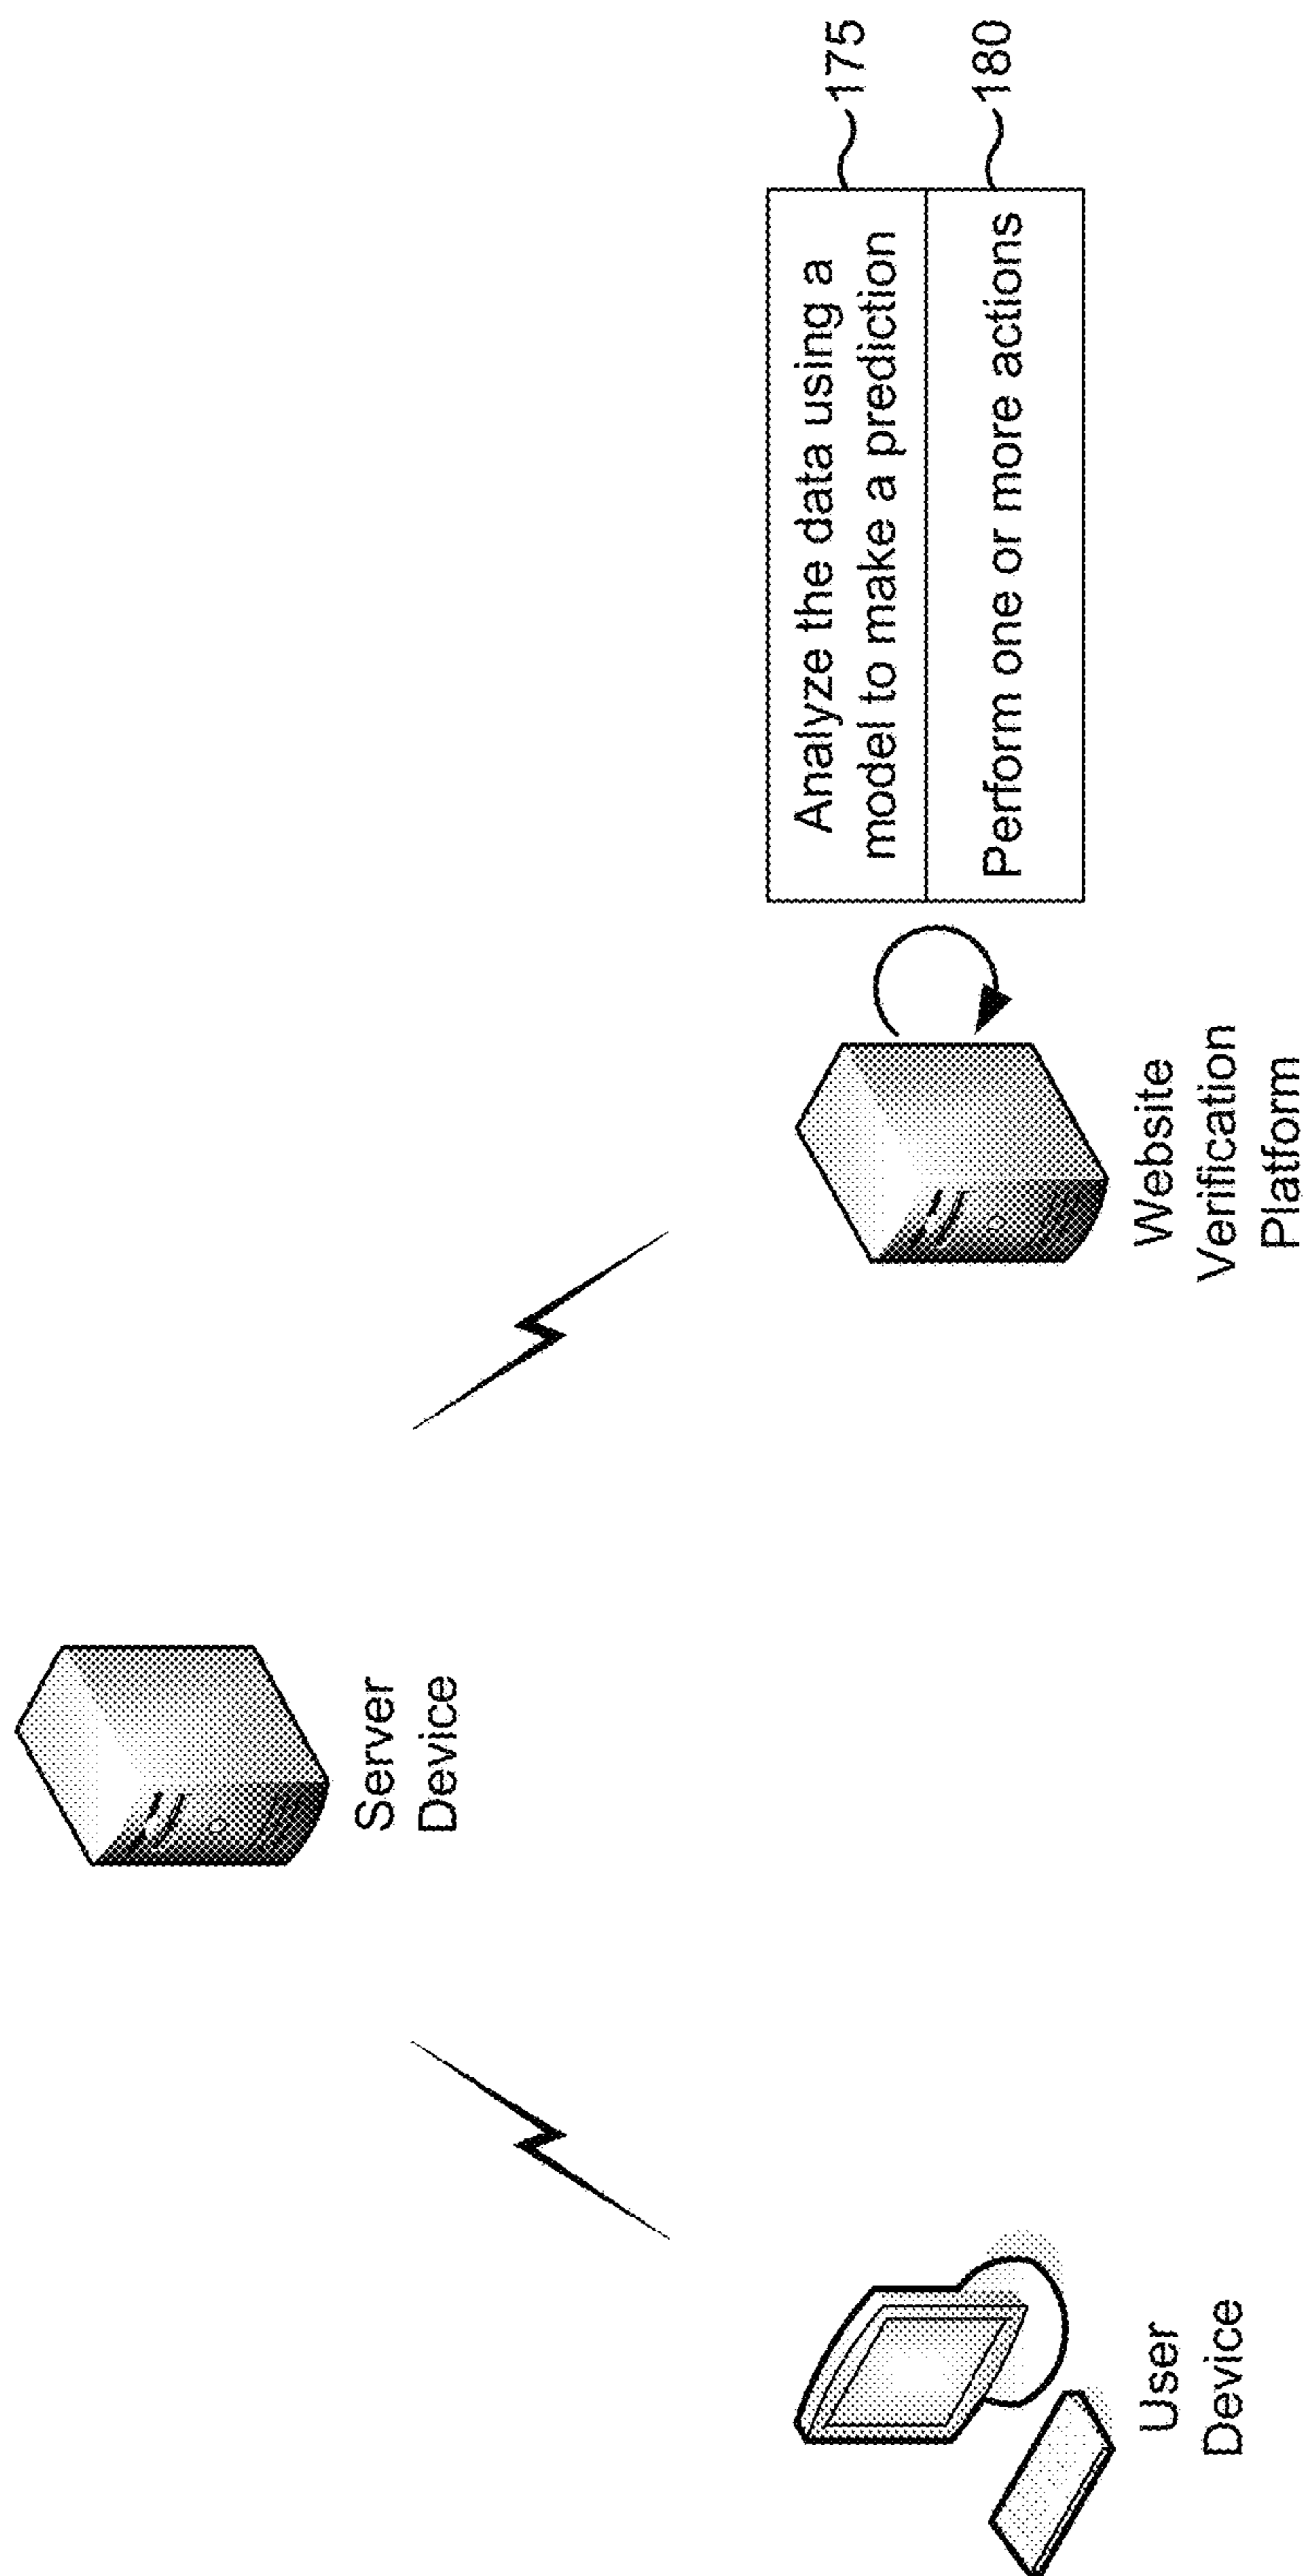 Server
Device
Analyze the data using a
model to make a prediction
175
Perform one or more actions
180
User
Device
Website
Verification
Platform